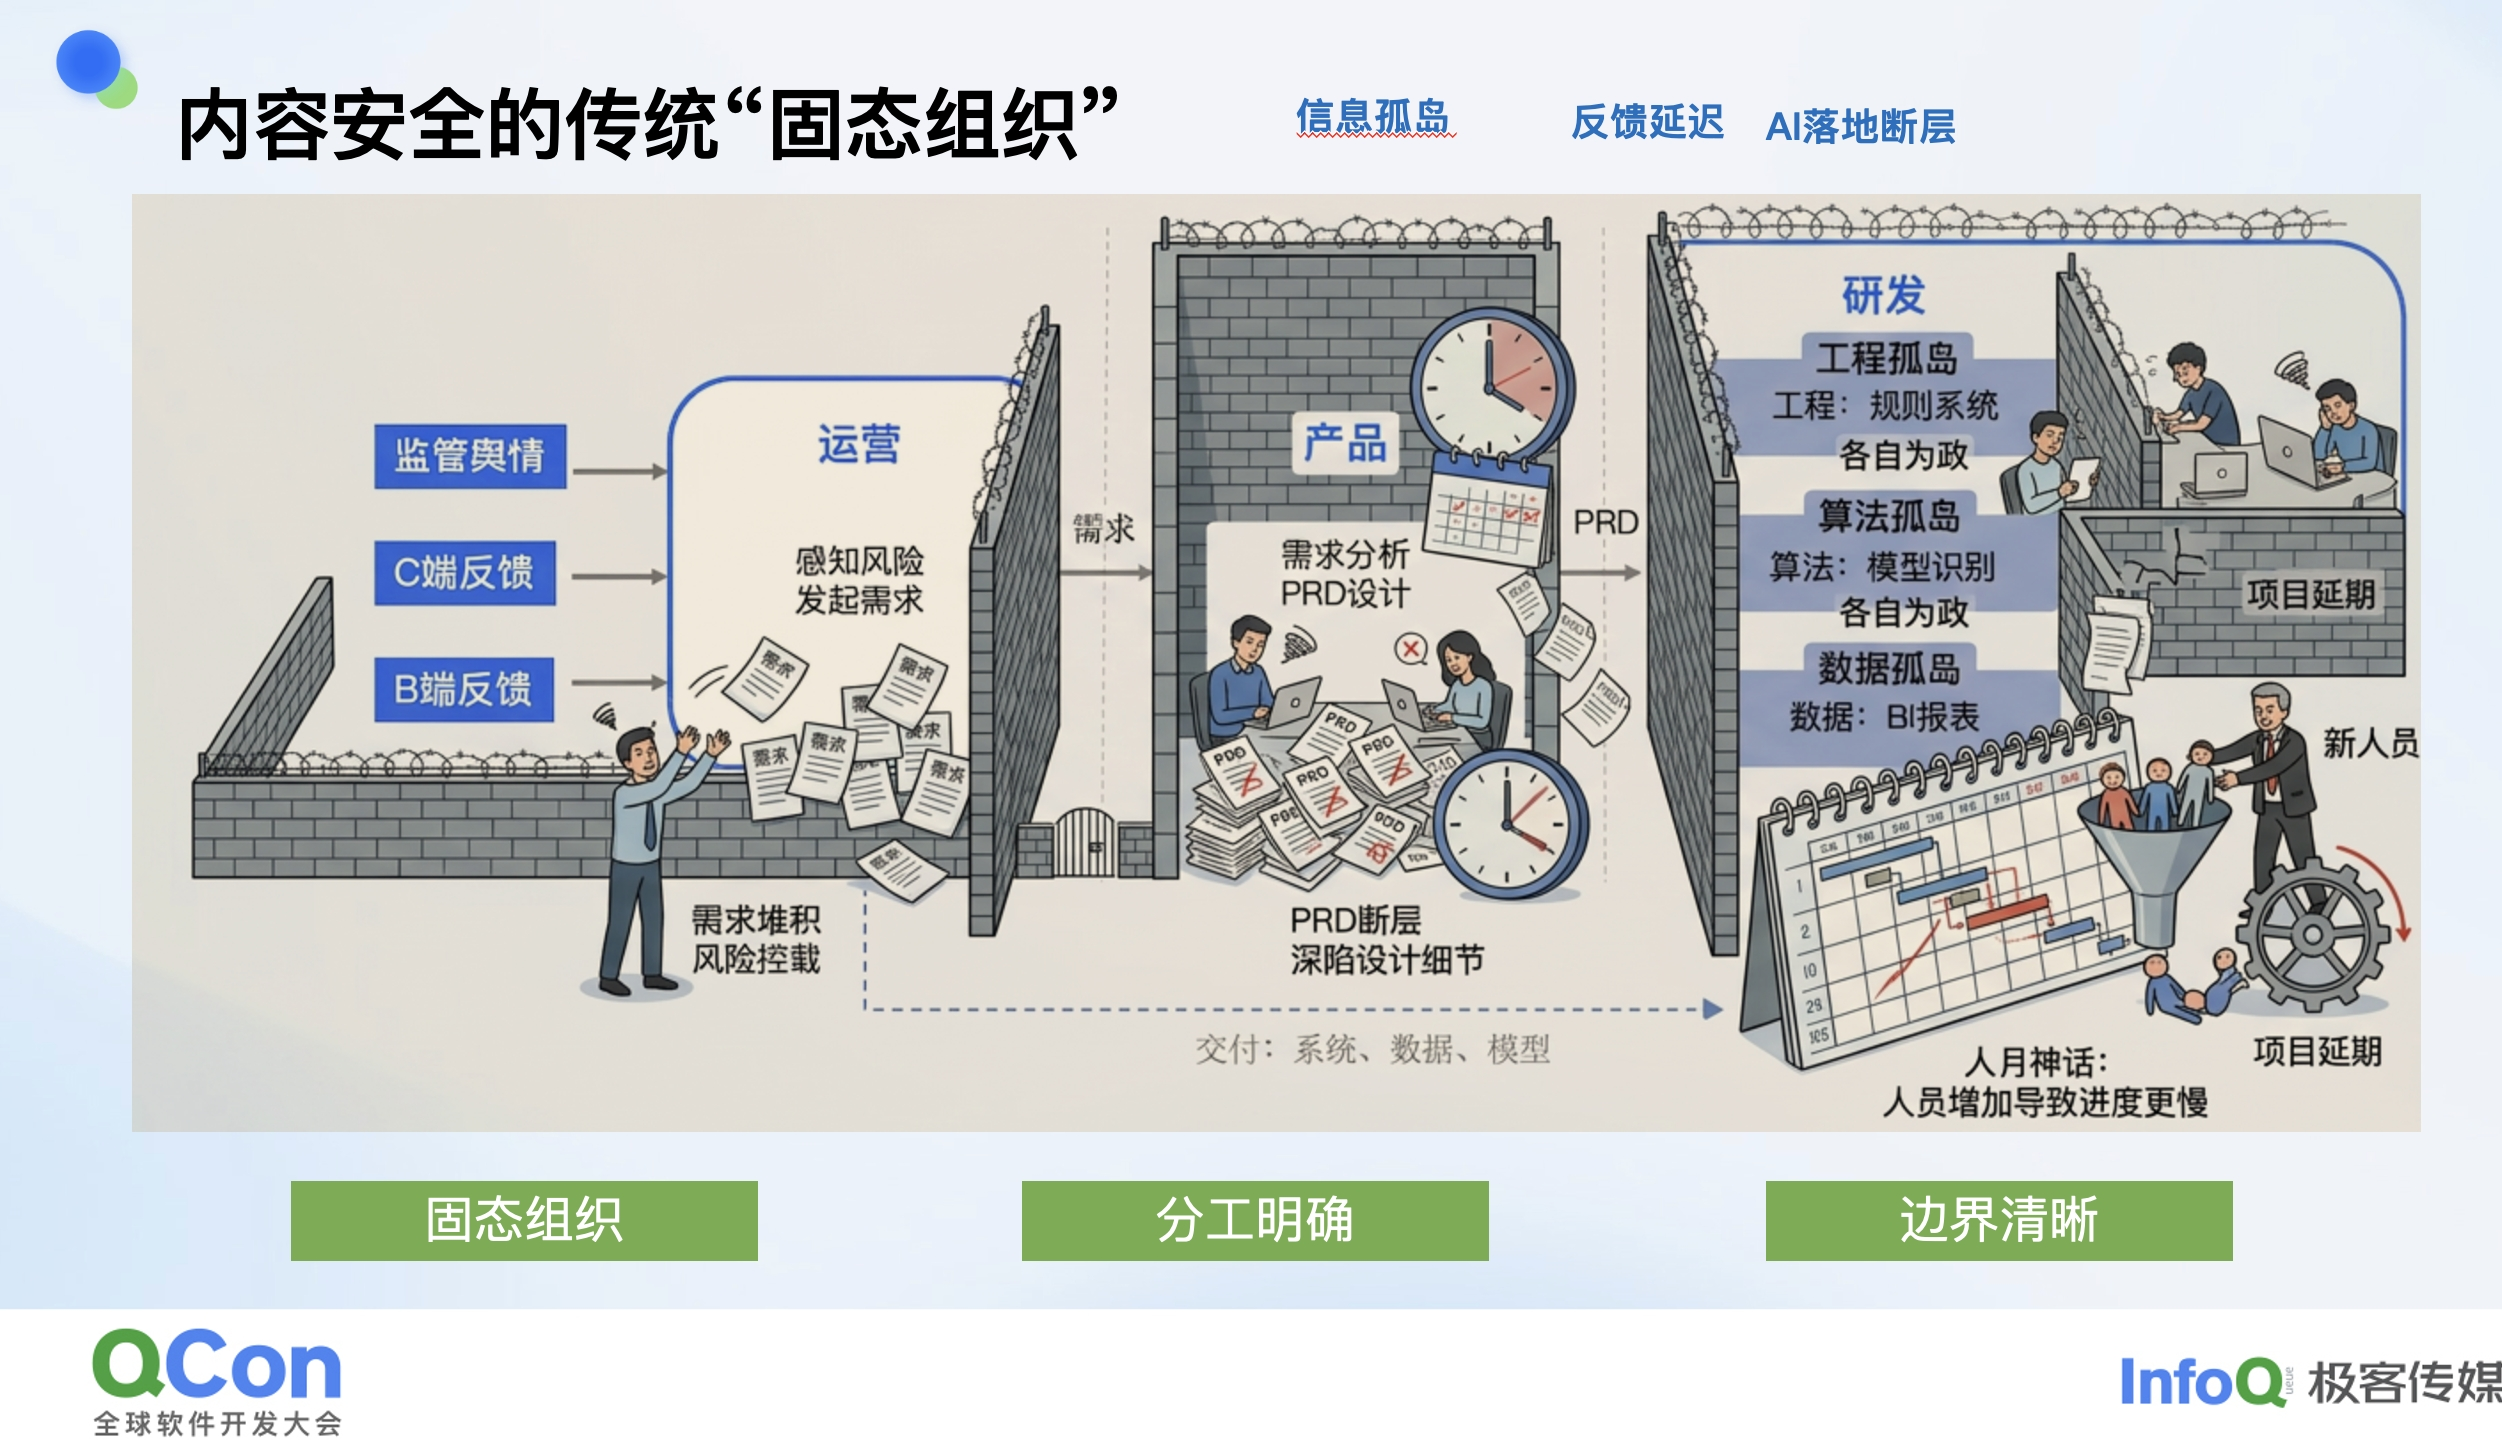 内容安全的传统“固态组织”
信息孤岛
反馈延迟
AI落地断层
监管舆情
C端反馈
B端反馈
运营
感知风险
发起需求
需求堆积
风险控载
求
产品
需求分析
PRD设计
PRD
PRD
PRD断层
深陷设计细节
PRD
交付：系统、数据、模型
研发
工程孤岛
工程：规则系统
各自为政
算法孤岛
算法：模型识别
各自为政
数据孤岛
数据：BI报表
项目延期
新人员
1
2
10
29
项目延期
人月神话：
人员增加导致进度更慢
固态组织
分工明确
边界清晰
QCon
全球软件开发大会
InfoQ
极客传媒